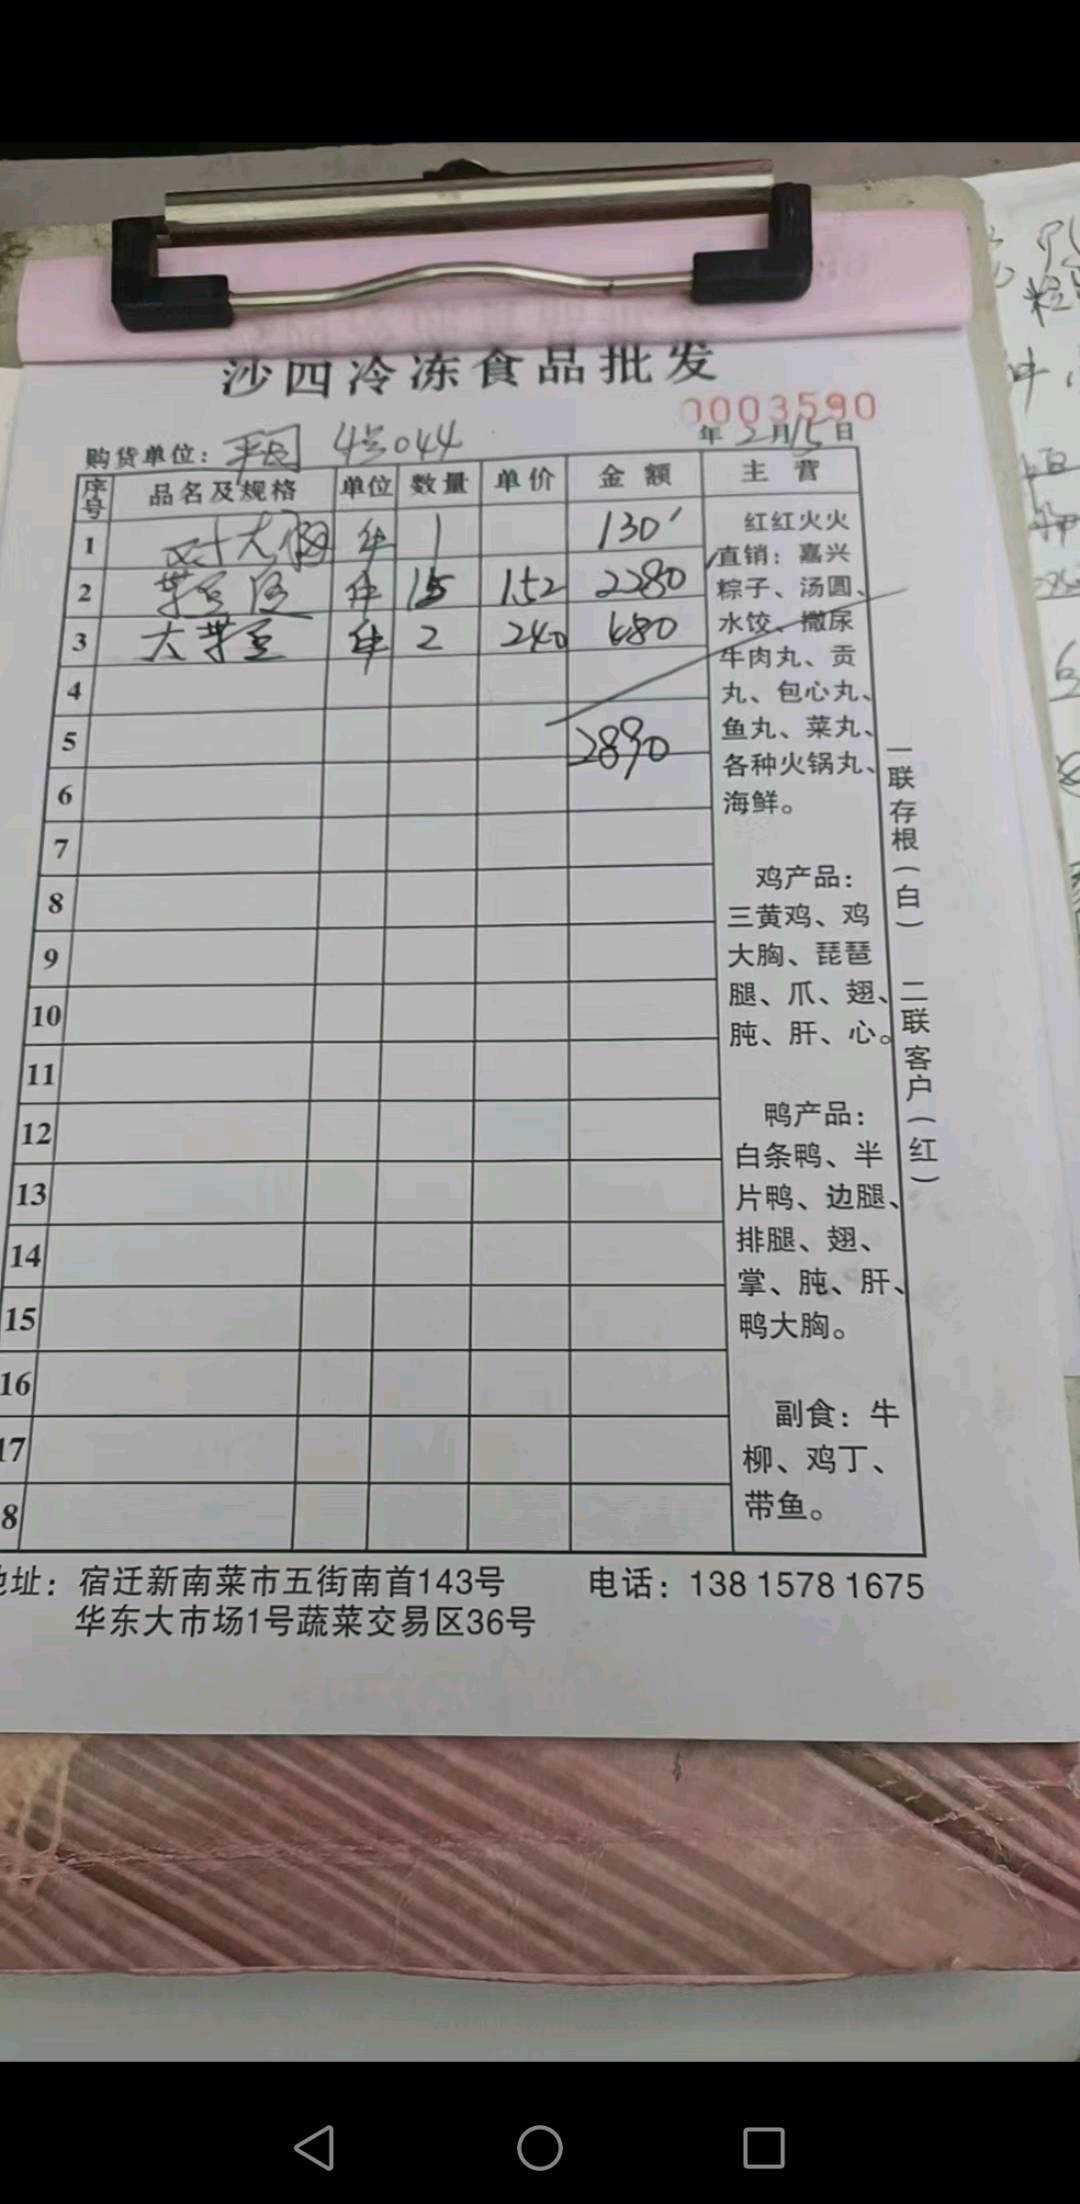 沙四冷冻食品批发
0003590
购货单位： 4号044 年2月15日
序号 品名及规格 单位 数量 单价 金额 主营
1 大胸 件 1 130
2 件 15 152 2280
3 大 件 2 240 480
4
5 2890
6
7
8
9
10
11
12
13
14
15
16
17
8
红红火火
直销：嘉兴
粽子、汤圆、
水饺、撒尿
牛肉丸、贡
丸、包心丸、
鱼丸、菜丸、
各种火锅丸、
海鲜。
鸡产品：
三黄鸡、鸡
大胸、琵琶
腿、爪、翅、
肫、肝、心。
鸭产品：
白条鸭、半
片鸭、边腿、
排腿、翅、
掌、肫、肝、
鸭大胸。
副食：牛
柳、鸡丁、
带鱼。
一联存根（白） 二联客户（红）
地址：宿迁新南菜市五街南首143号 电话：138 1578 1675
华东大市场1号蔬菜交易区36号